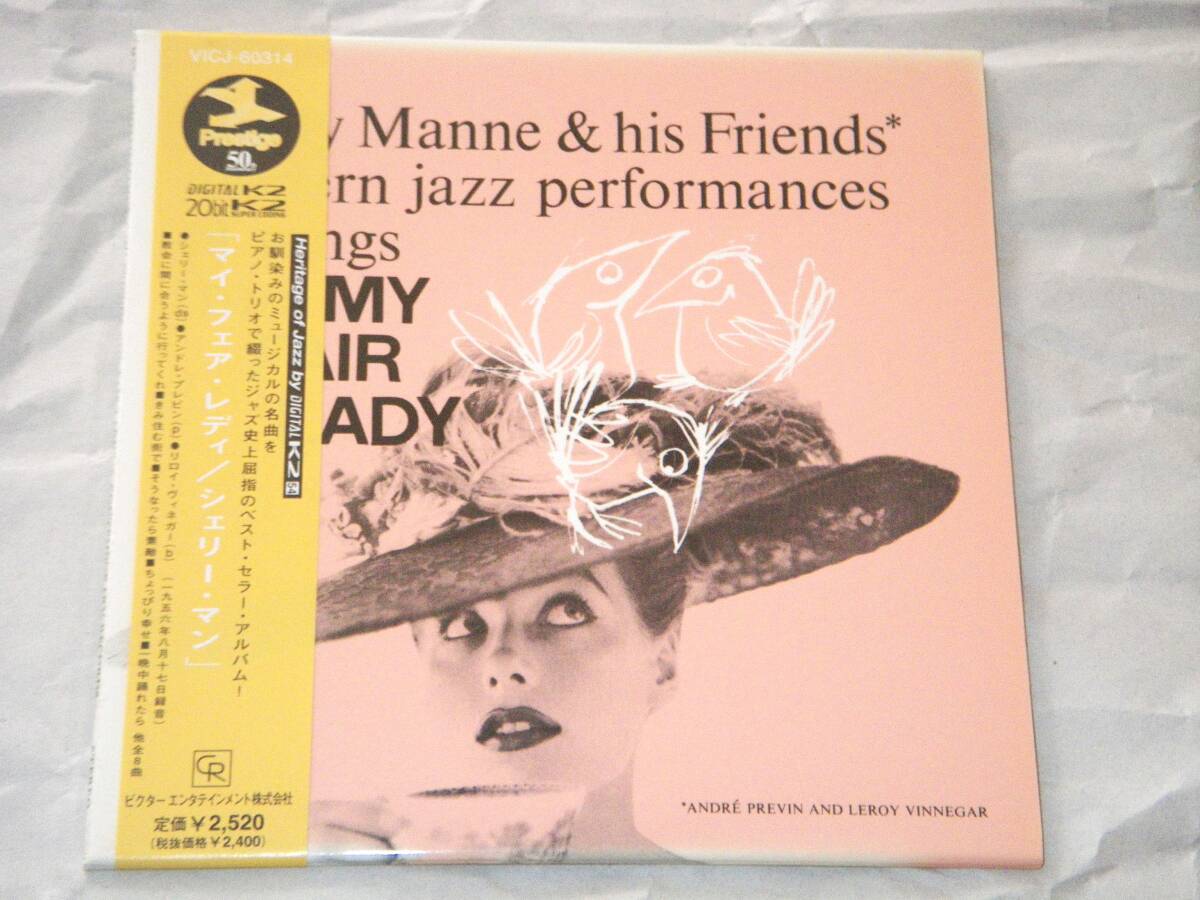 VICJ-60314
Prestige
50th
DIGITAL K2
20bit K2
SUPER CODING
Heritage of Jazz by DIGITAL K2 54
お馴染みのミュージカルの名曲を
ピアノ・トリオで綴ったジャズ史上屈指のベスト・セラー・アルバム!
「マイ・フェア・レディ/シェリー・マン」
●シェリー・マン(ds)●アンドレ・プレビン(p)●リロイ・ヴィネガー(b) (一九五六年八月十七日録音)
■教会に間に合うように行ってくれ■きみ住む街で■そうなったら素敵■ちょっぴり幸せ■一晩中踊れたら 他全8曲
CR
ビクター エンタテインメント株式会社
定価¥2,520
(税抜価格¥2,400)
y Manne & his Friends*
ern jazz performances
ngs
MY
AIR
ADY
*ANDRÉ PREVIN AND LEROY VINNEGAR